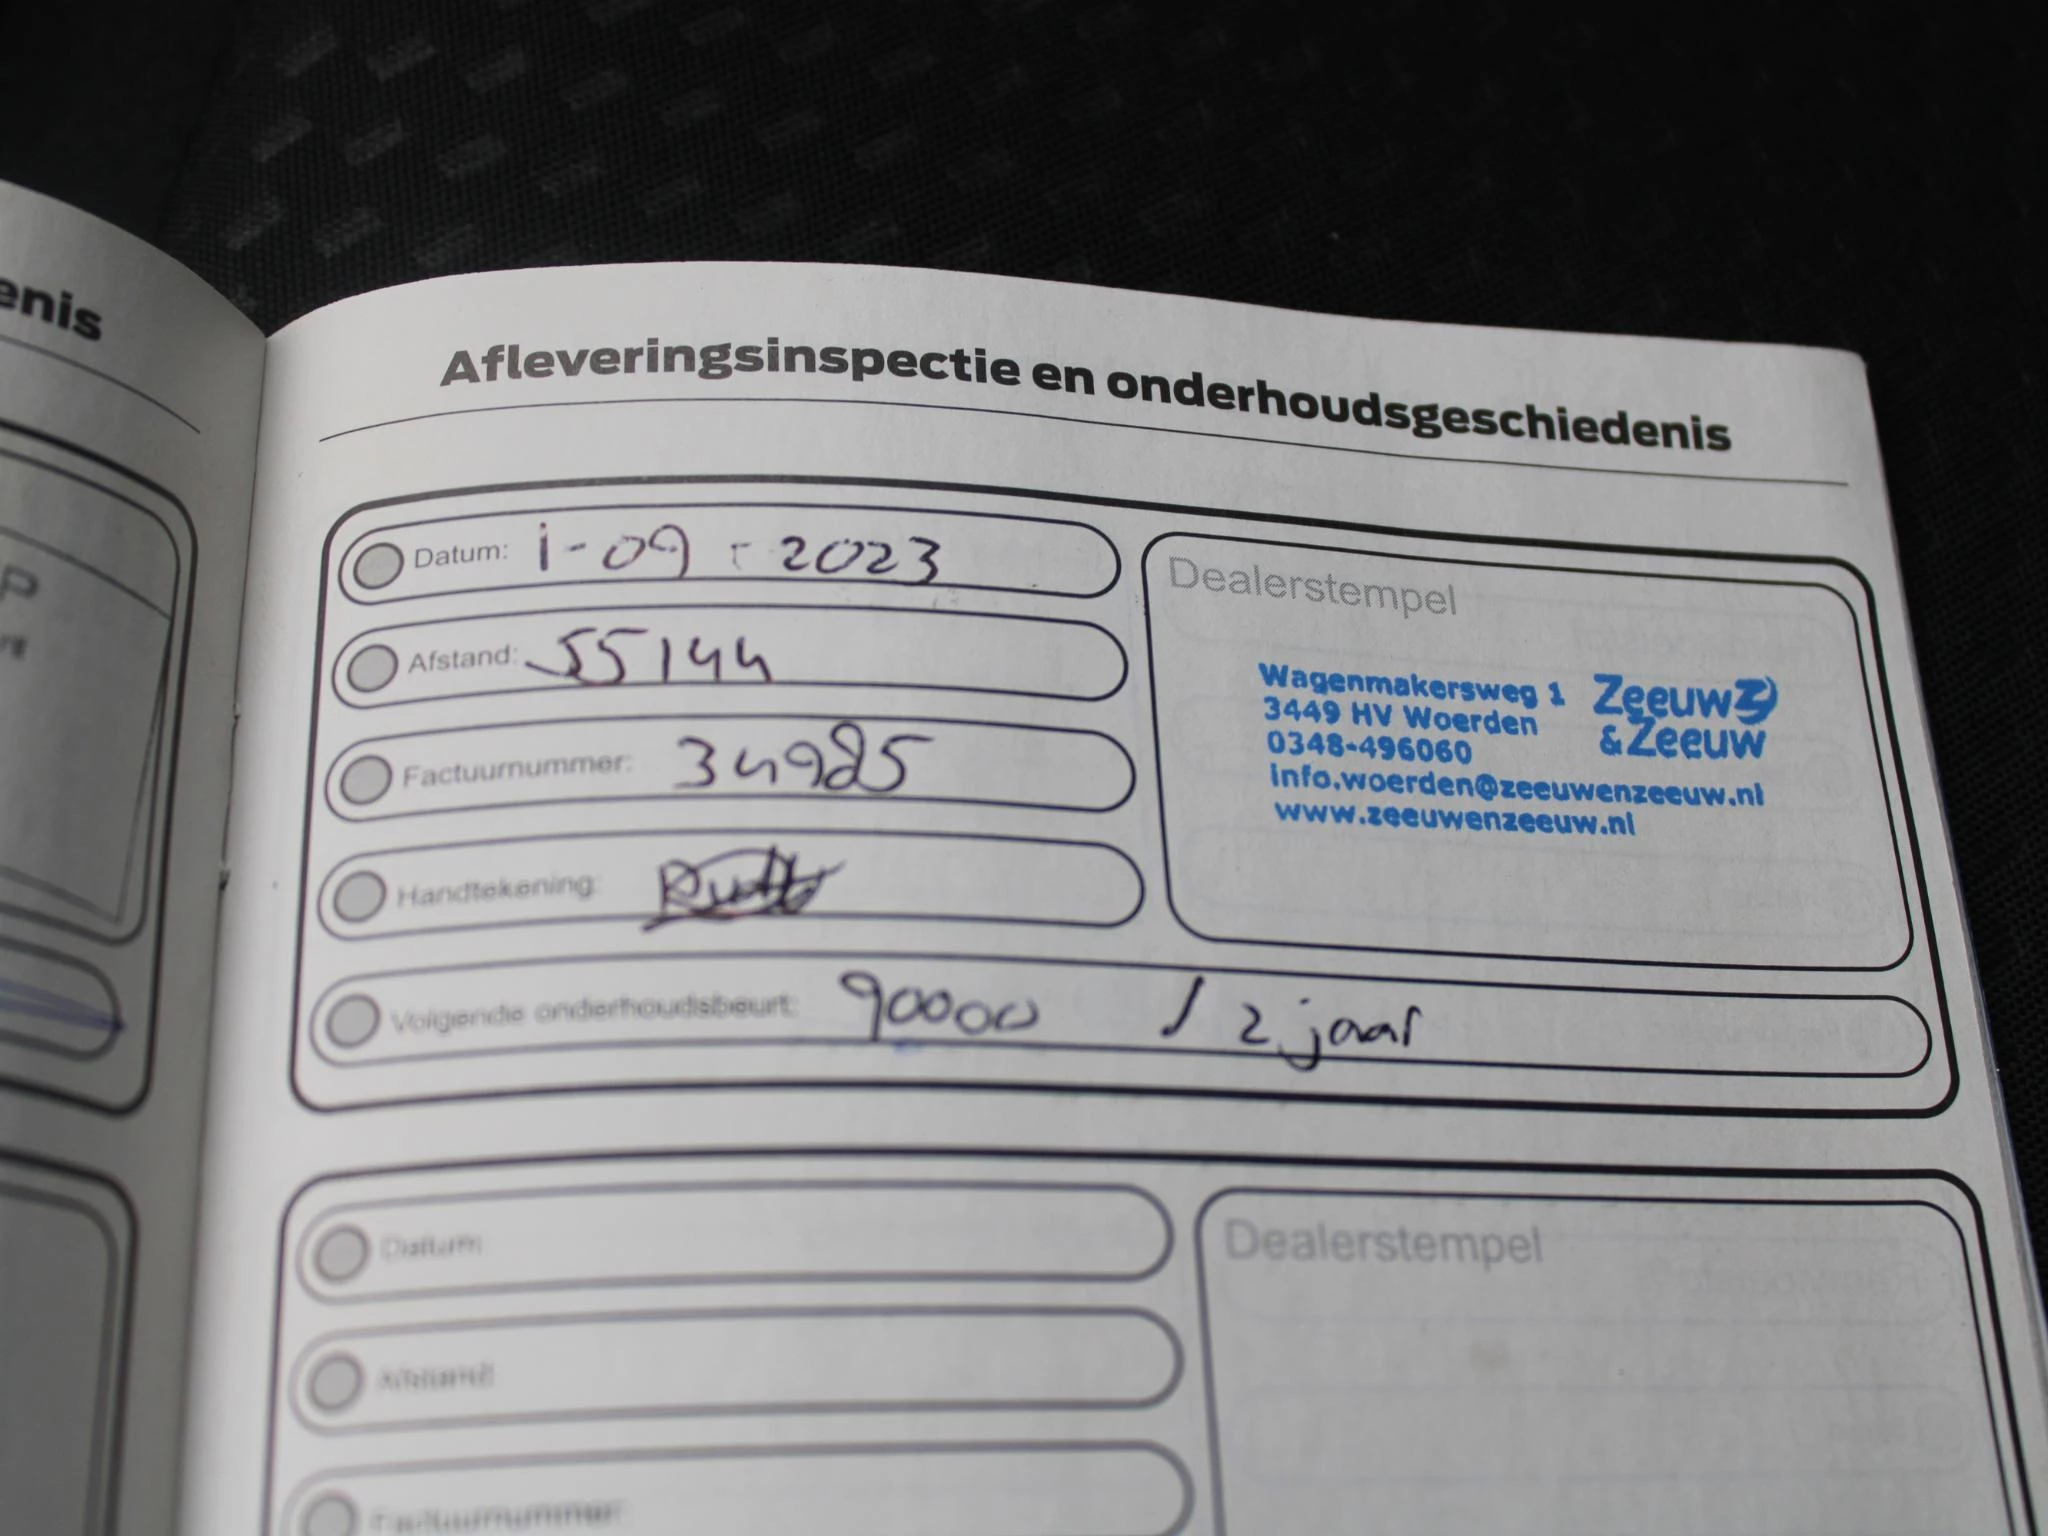 enis
P
Afleveringsinspectie en onderhoudsgeschiedenis
Datum: 1-09-2023
Afstand: 55144
Factuurnummer: 34985
Handtekening:
Volgende onderhoudsbeurt: 90000 / 2 jaar
Dealerstempel
Wagenmakersweg 1
3449 HV Woerden
0348-496060
info.woerden@zeeuwenzeeuw.nl
www.zeeuwenzeeuw.nl
Zeeuw
& Zeeuw
Datum:
Afstand:
Factuurnummer:
Dealerstempel